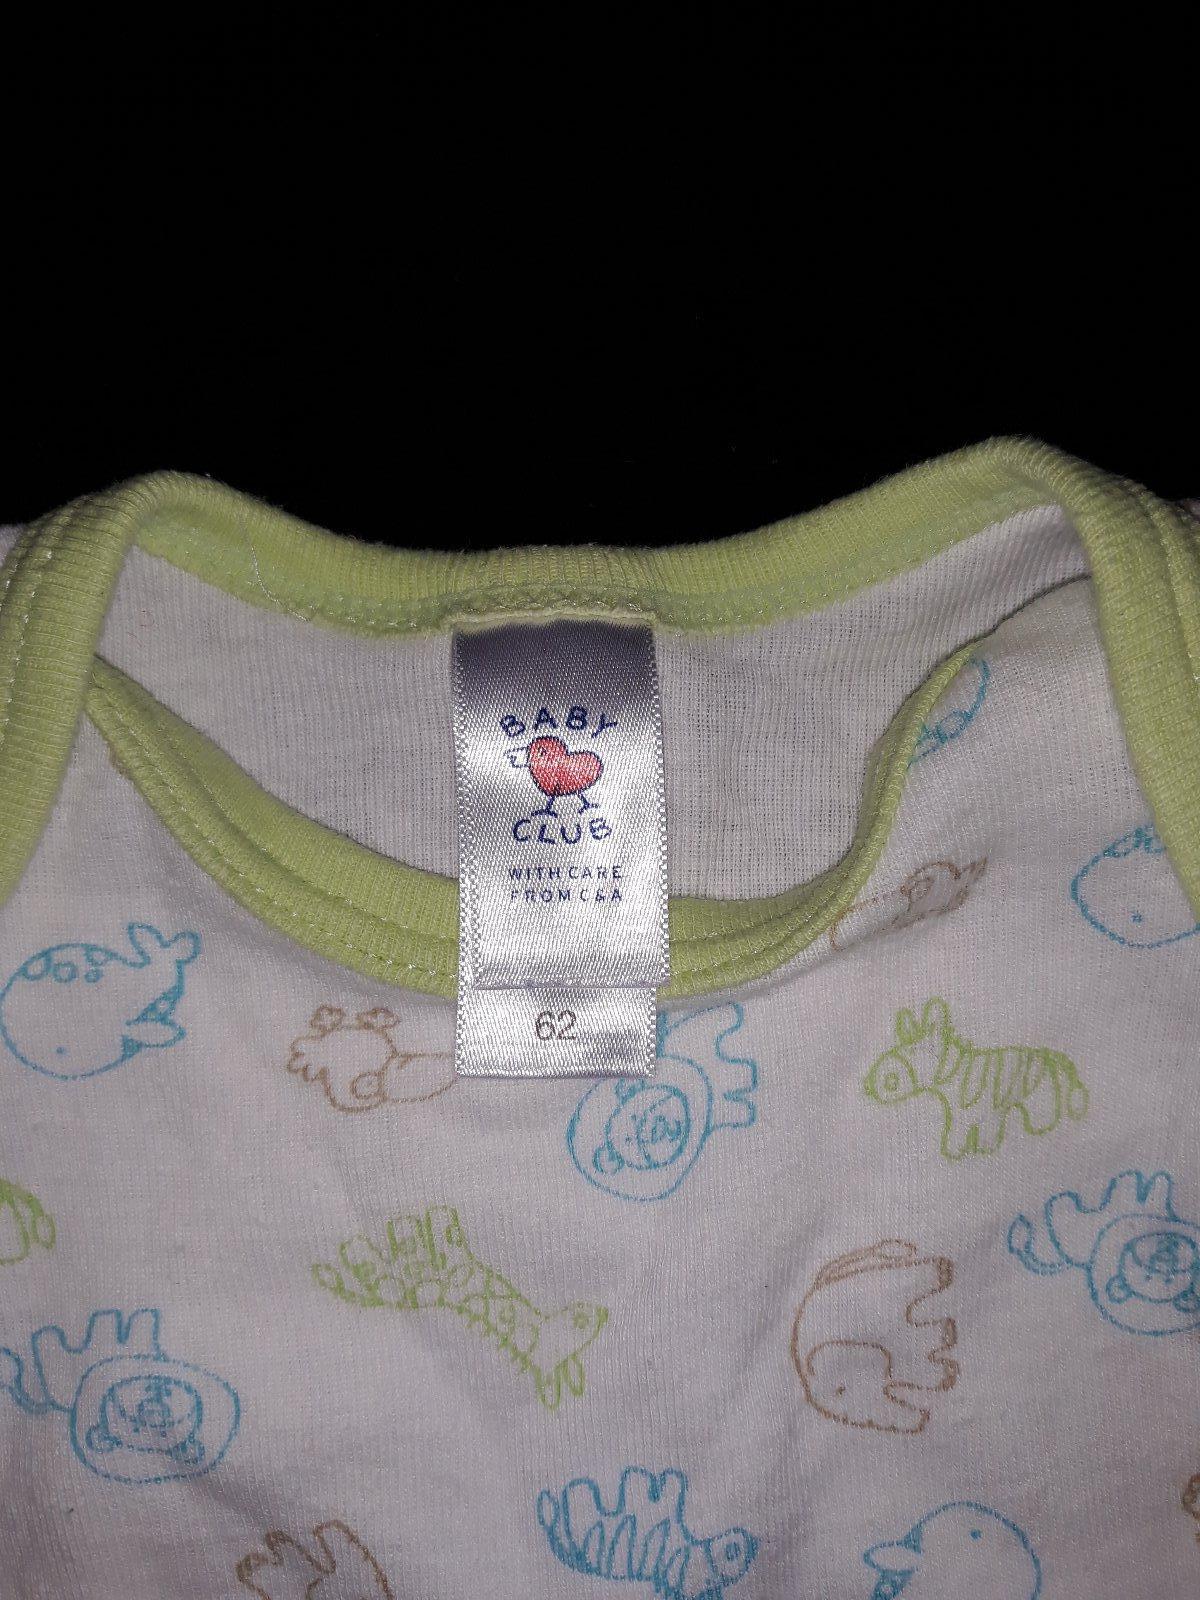 BABY
CLUB
WITH CARE
FROM C&A
62